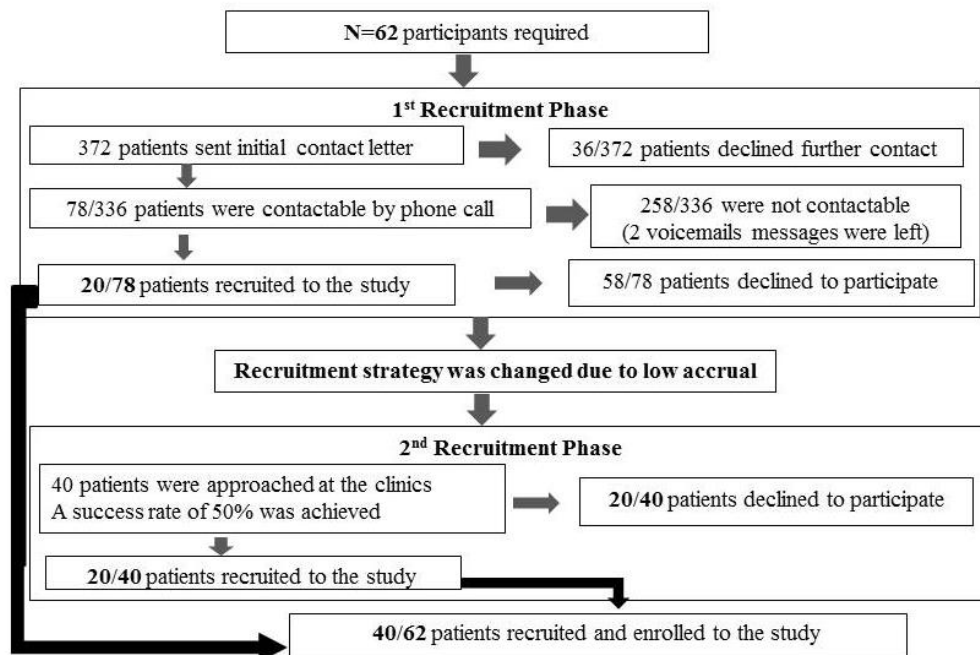 N=62 participants required
1st Recruitment Phase
372 patients sent initial contact letter
36/372 patients declined further contact
78/336 patients were contactable by phone call
258/336 were not contactable
(2 voicemails messages were left)
20/78 patients recruited to the study
58/78 patients declined to participate
Recruitment strategy was changed due to low accrual
2nd Recruitment Phase
40 patients were approached at the clinics
A success rate of 50% was achieved
20/40 patients declined to participate
20/40 patients recruited to the study
40/62 patients recruited and enrolled to the study